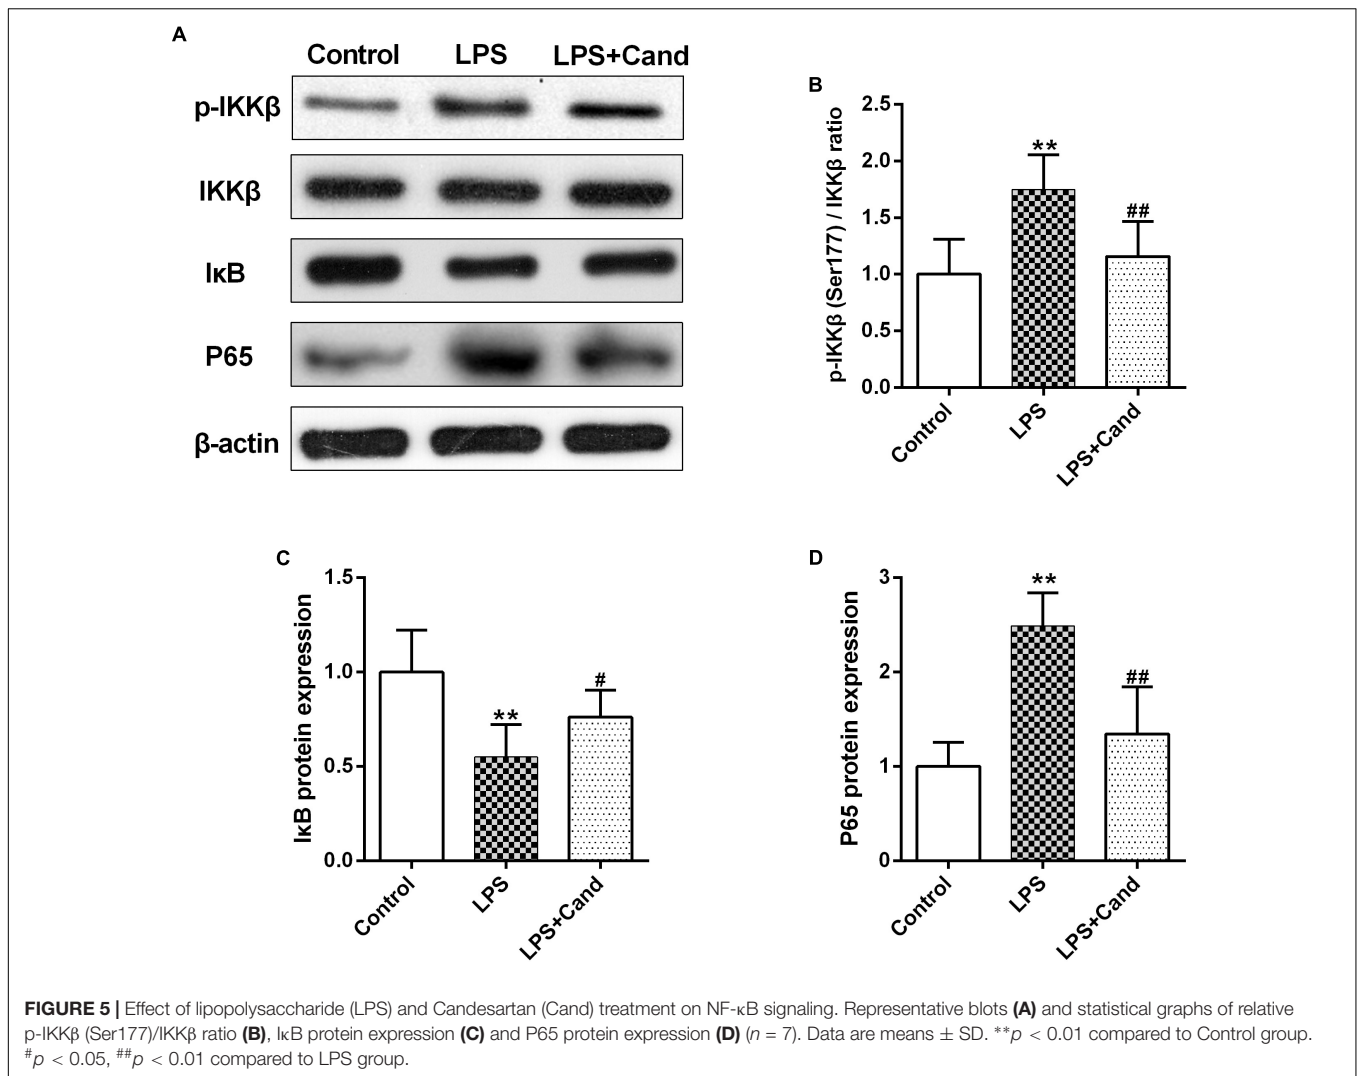 A
Control LPS LPS+Cand
p-IKKβ
IKKβ
IκB
P65
β-actin
B
p-IKKβ (Ser177) / IKKβ ratio
2.5
2.0
1.5
1.0
0.5
0.0
**
##
Control
LPS
LPS+Cand
C
IκB protein expression
1.5
1.0
0.5
0.0
**
#
Control
LPS
LPS+Cand
D
P65 protein expression
3
2
1
0
**
##
Control
LPS
LPS+Cand
FIGURE 5 | Effect of lipopolysaccharide (LPS) and Candesartan (Cand) treatment on NF-κB signaling. Representative blots (A) and statistical graphs of relative
p-IKKβ (Ser177)/IKKβ ratio (B), IκB protein expression (C) and P65 protein expression (D) (n = 7). Data are means ± SD. **p < 0.01 compared to Control group.
#p < 0.05, ##p < 0.01 compared to LPS group.